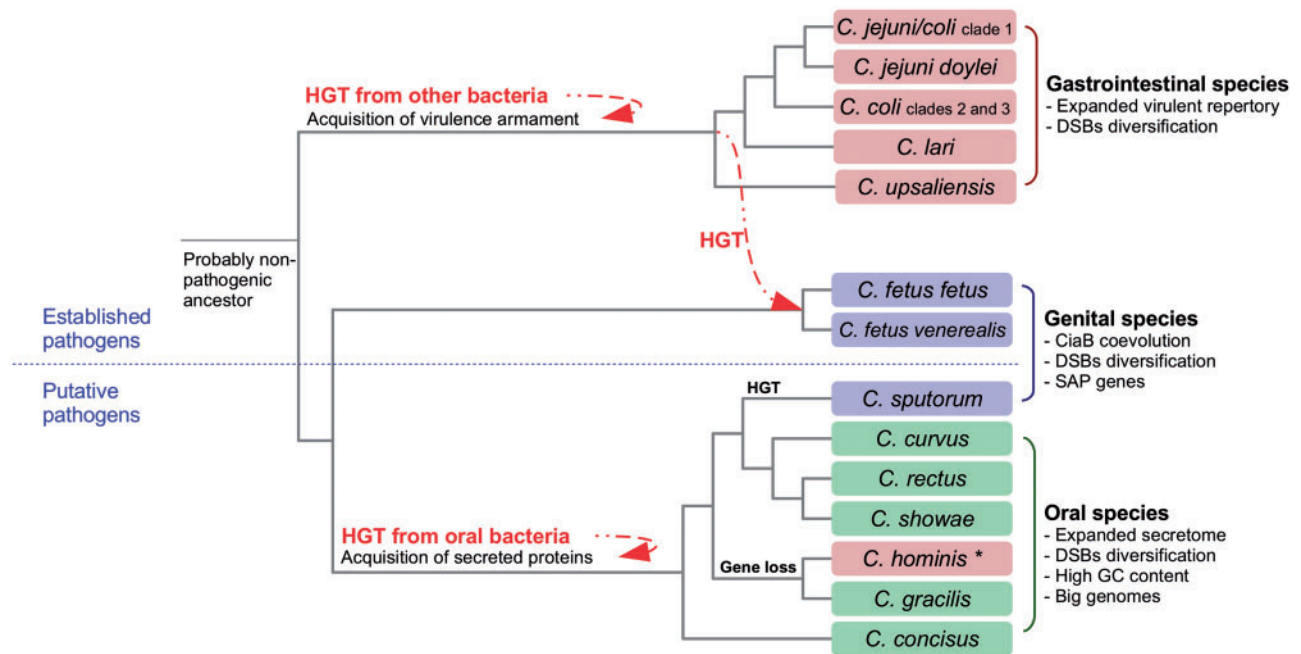 HGT from other bacteria
Acquisition of virulence armament
C. jejuni/coli clade 1
C. jejuni doylei
C. coli clades 2 and 3
C. lari
C. upsaliensis
Gastrointestinal species
- Expanded virulent repertory
- DSBs diversification
HGT
Probably non-
pathogenic
ancestor
Established
pathogens
Putative
pathogens
C. fetus fetus
C. fetus venerealis
Genital species
- CiaB coevolution
- DSBs diversification
- SAP genes
HGT
C. sputorum
C. curvus
C. rectus
C. showae
HGT from oral bacteria
Acquisition of secreted proteins
Gene loss
C. hominis *
C. gracilis
C. concisus
Oral species
- Expanded secretome
- DSBs diversification
- High GC content
- Big genomes